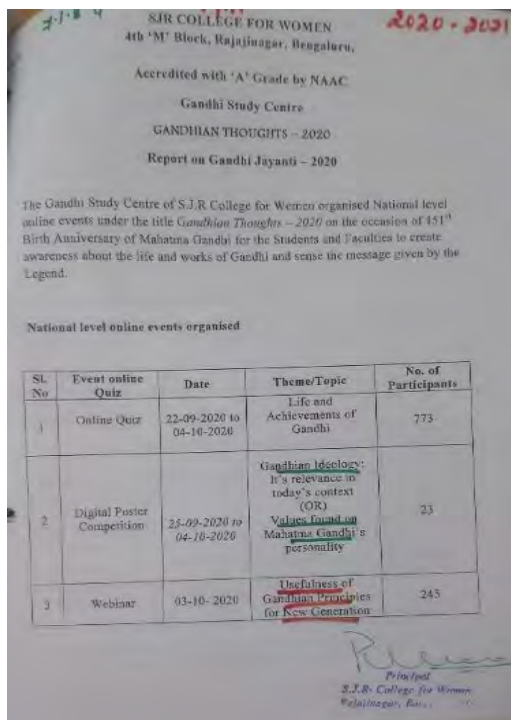 7.1.8 4
2020-2021
SJR COLLEGE FOR WOMEN
4th 'M' Block, Rajajinagar, Bengaluru.
Accredited with 'A' Grade by NAAC
Gandhi Study Centre
GANDHIAN THOUGHTS – 2020
Report on Gandhi Jayanti – 2020
The Gandhi Study Centre of S.J.R College for Women organised National level
online events under the title Gandhian Thoughts – 2020 on the occasion of 151st
Birth Anniversary of Mahatma Gandhi for the Students and Faculties to create
awareness about the life and works of Gandhi and sense the message given by the
Legend.
National level online events organised
SL No | Event online Quiz | Date | Theme/Topic | No. of Participants
1 | Online Quiz | 22-09-2020 to 04-10-2020 | Life and Achievements of Gandhi | 773
2 | Digital Poster Competition | 25-09-2020 to 04-10-2020 | Gandhian Ideology: It's relevance in today's context (OR) Values found on Mahatma Gandhi's personality | 23
3 | Webinar | 03-10- 2020 | Usefulness of Gandhian Principles for New Generation | 245
Principal
S.J.R. College for Women
Rajajinagar,